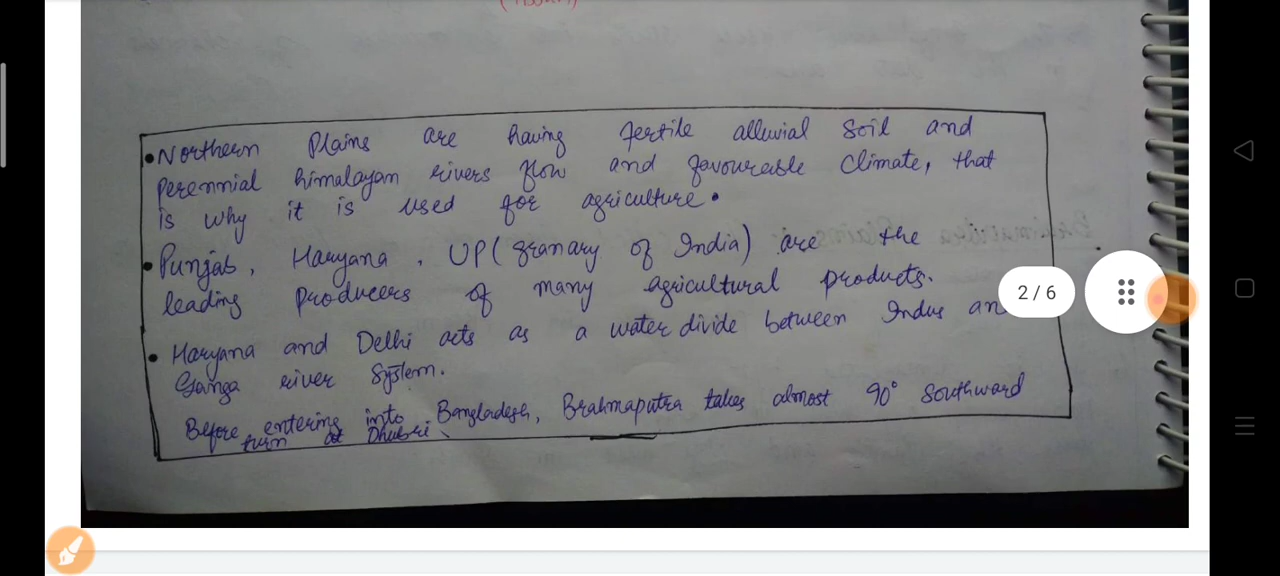 (Assam)
• Northern Plains are having fertile alluvial soil and
perennial himalayan rivers flow and favourable climate, that
is why it is used for agriculture.
• Punjab, Haryana, UP (granary of India) are the
leading producers of many agricultural products.
• Haryana and Delhi acts as a water divide between Indus an
Ganga river system.
Before entering into Bangladesh, Brahmaputra takes almost 90° southward
turn at Dhubri
2 / 6